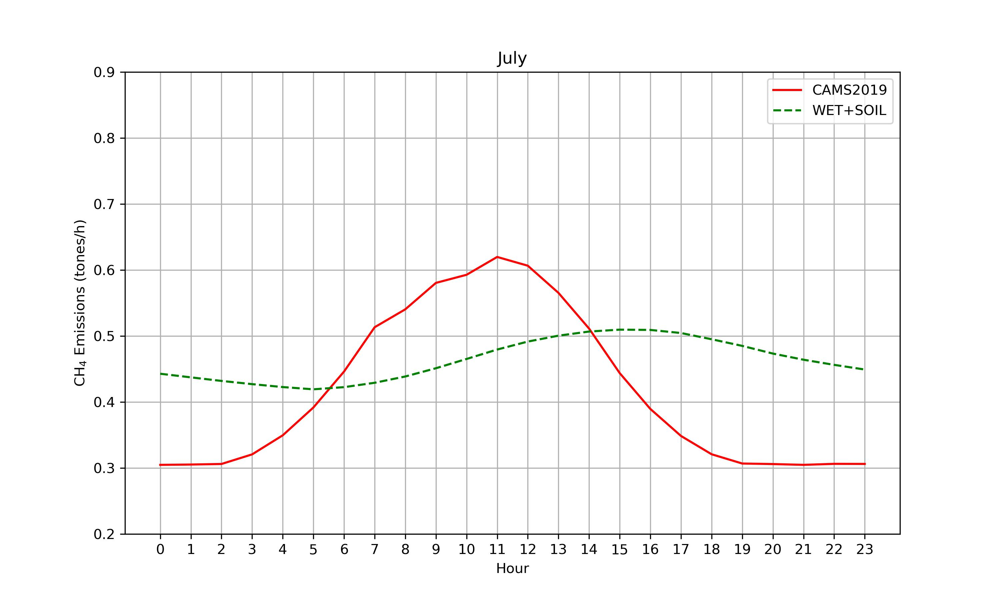 July
CAMS2019
WET+SOIL
CH₄ Emissions (tones/h)
0.9
0.8
0.7
0.6
0.5
0.4
0.3
0.2
0 1 2 3 4 5 6 7 8 9 10 11 12 13 14 15 16 17 18 19 20 21 22 23
Hour